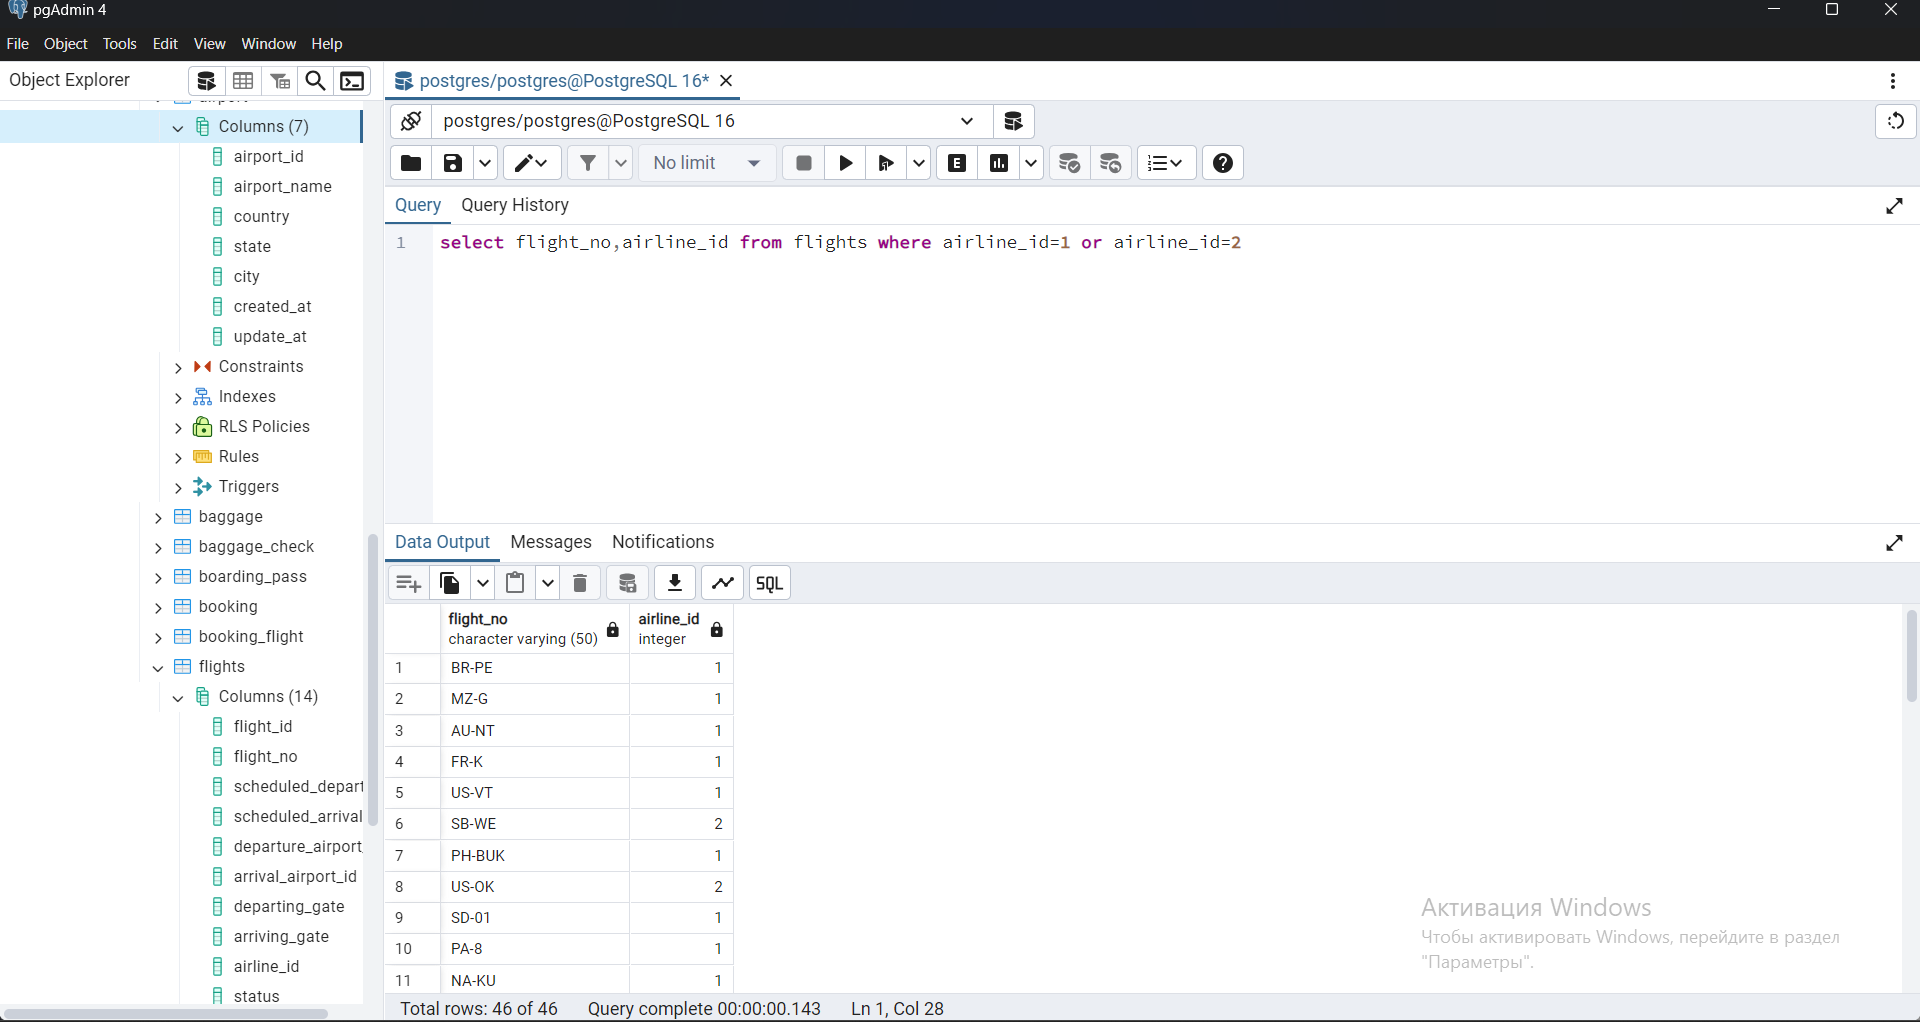 pgAdmin 4
File Object Tools Edit View Window Help
Object Explorer
postgres/postgres@PostgreSQL 16*
airport
Columns (7)
airport_id
airport_name
country
state
city
created_at
update_at
Constraints
Indexes
RLS Policies
Rules
Triggers
baggage
baggage_check
boarding_pass
booking
booking_flight
flights
Columns (14)
flight_id
flight_no
scheduled_depart
scheduled_arrival
departure_airport_
arrival_airport_id
departing_gate
arriving_gate
airline_id
status
postgres/postgres@PostgreSQL 16
No limit
E
Query Query History
1 select flight_no,airline_id from flights where airline_id=1 or airline_id=2
Data Output Messages Notifications
SQL
flight_no airline_id
character varying (50) integer
1 BR-PE 1
2 MZ-G 1
3 AU-NT 1
4 FR-K 1
5 US-VT 1
6 SB-WE 2
7 PH-BUK 1
8 US-OK 2
9 SD-01 1
10 PA-8 1
11 NA-KU 1
Активация Windows
Чтобы активировать Windows, перейдите в раздел
"Параметры".
Total rows: 46 of 46 Query complete 00:00:00.143 Ln 1, Col 28